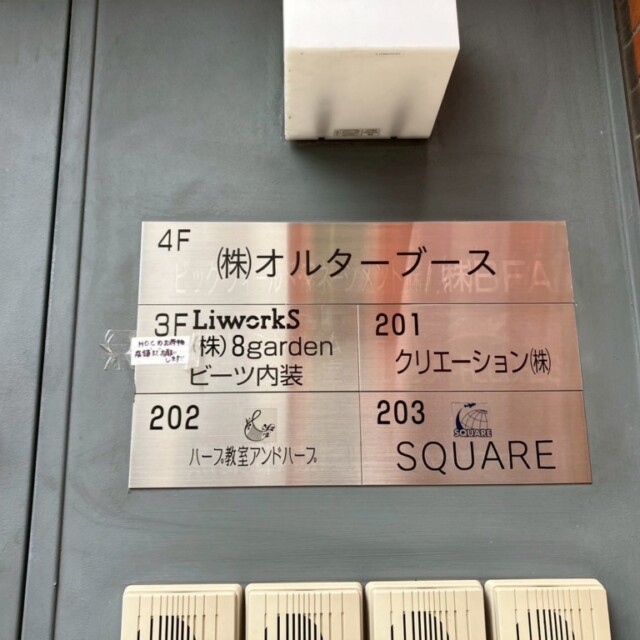 4F
㈱オルターブース
3F LiworkS
㈱8garden
ビーツ内装
201
クリエーション㈱
202
ハープ教室アンドハープ
203
SQUARE
SQUARE